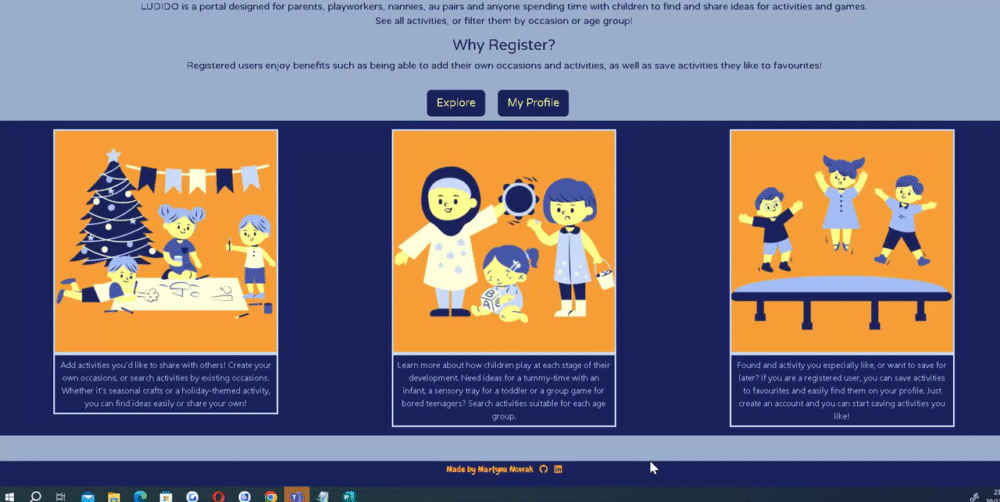 LUDIDO is a portal designed for parents, playworkers, nannies, au pairs and anyone spending time with children to find and share ideas for activities and games.
See all activities, or filter them by occasion or age group!
Why Register?
Registered users enjoy benefits such as being able to add their own occasions and activities, as well as save activities they like to favourites!
Explore
My Profile
Add activities you'd like to share with others! Create your
own occasions, or search activities by existing occasions.
Whether it's seasonal crafts or a holiday-themed activity,
you can find ideas easily or share your own!
Learn more about how children play at each stage of their
development. Need ideas for a tummy-time with an
infant, a sensory tray for a toddler or a group game for
bored teenagers? Search activities suitable for each age
group.
Found and activity you especially like, or want to save for
later? If you are a registered user, you can save activities
to favourites and easily find them on your profile. Just
create an account and you can start saving activities you
like!
Made by Martyna Nowak